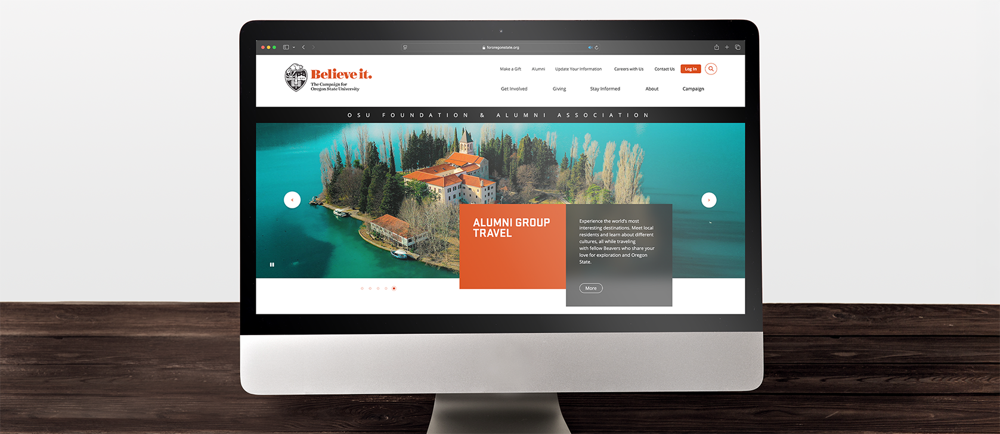 fororegonstate.org
Believe it.
The Campaign for
Oregon State University
Make a Gift Alumni Update Your Information Careers with Us Contact Us Log In
Get Involved Giving Stay Informed About Campaign
OSU FOUNDATION & ALUMNI ASSOCIATION
ALUMNI GROUP
TRAVEL
Experience the world's most
interesting destinations. Meet local
residents and learn about different
cultures, all while traveling
with fellow Beavers who share your
love for exploration and Oregon
State.
More